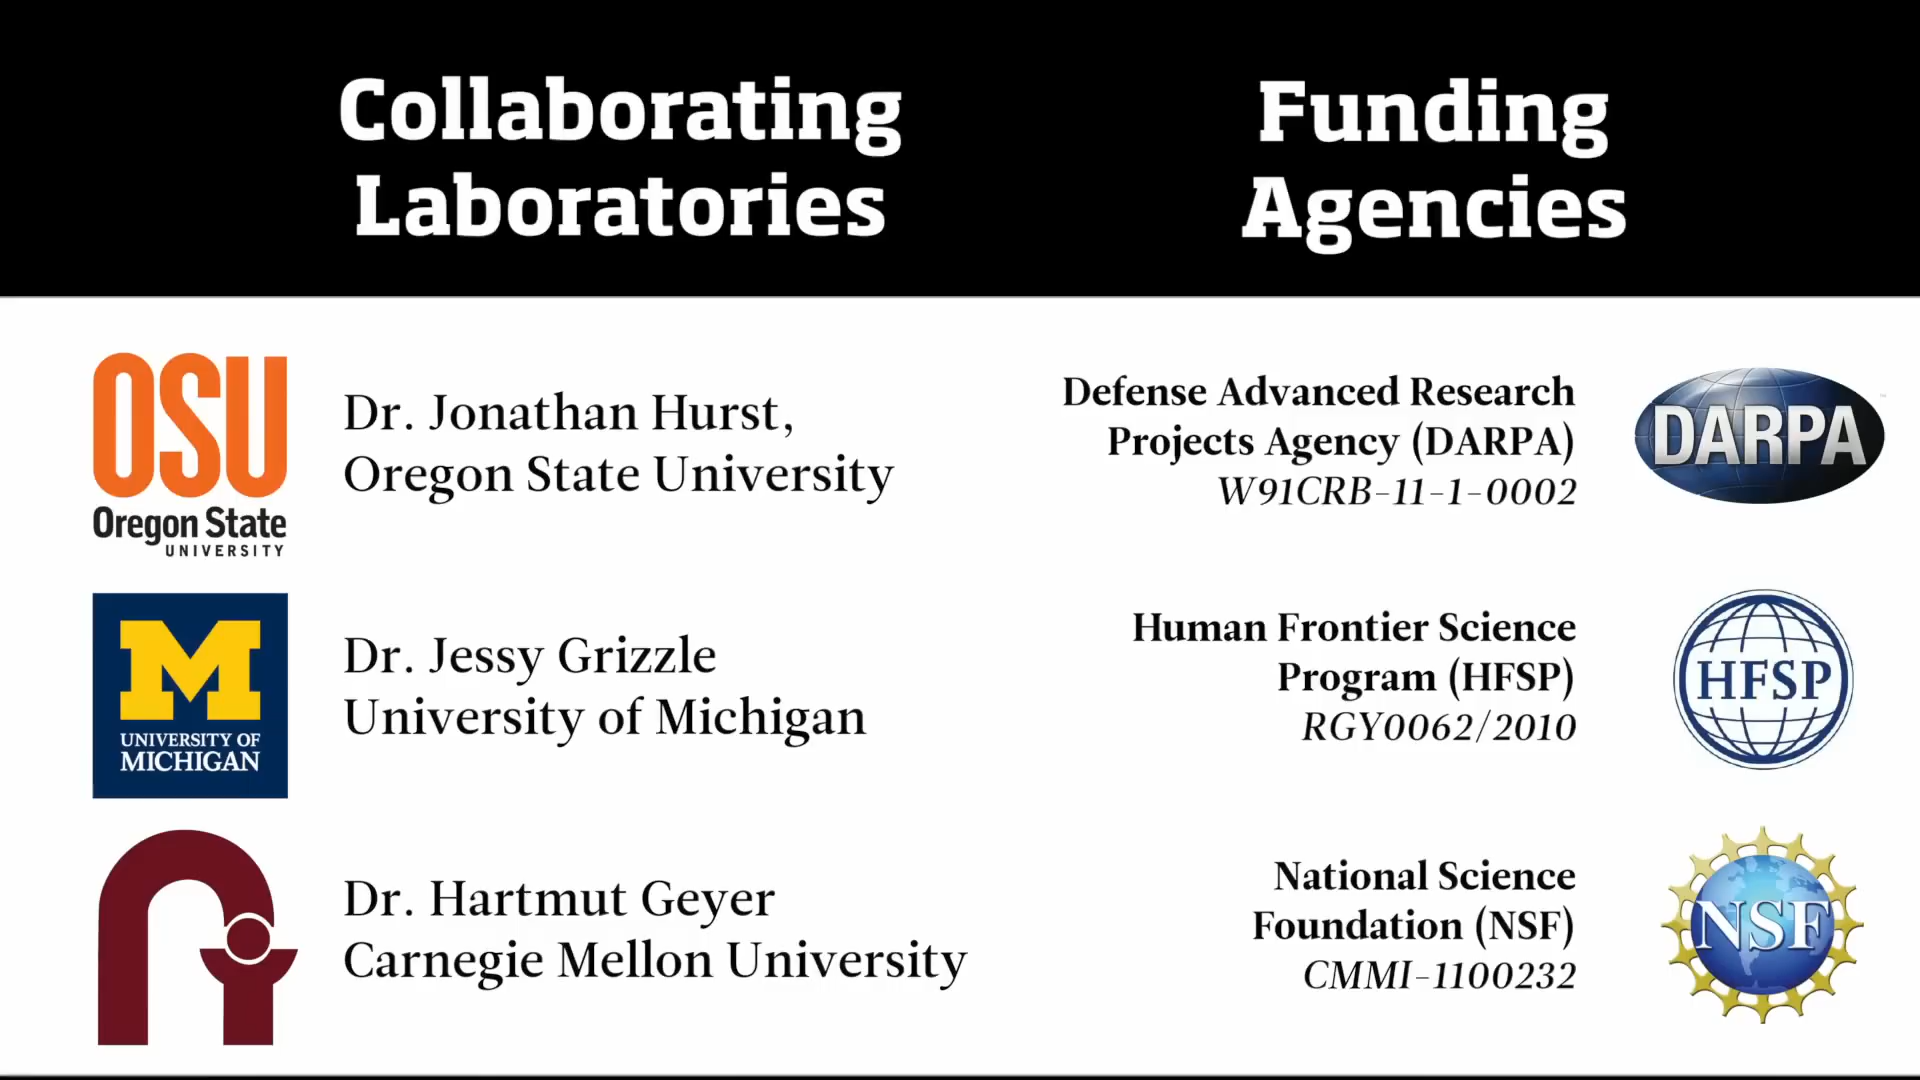 Collaborating
Laboratories
Funding
Agencies
OSU
Oregon State
UNIVERSITY
Dr. Jonathan Hurst,
Oregon State University
M
UNIVERSITY OF
MICHIGAN
Dr. Jessy Grizzle
University of Michigan
Dr. Hartmut Geyer
Carnegie Mellon University
Defense Advanced Research
Projects Agency (DARPA)
W91CRB-11-1-0002
DARPA
Human Frontier Science
Program (HFSP)
RGY0062/2010
HFSP
National Science
Foundation (NSF)
CMMI-1100232
NSF